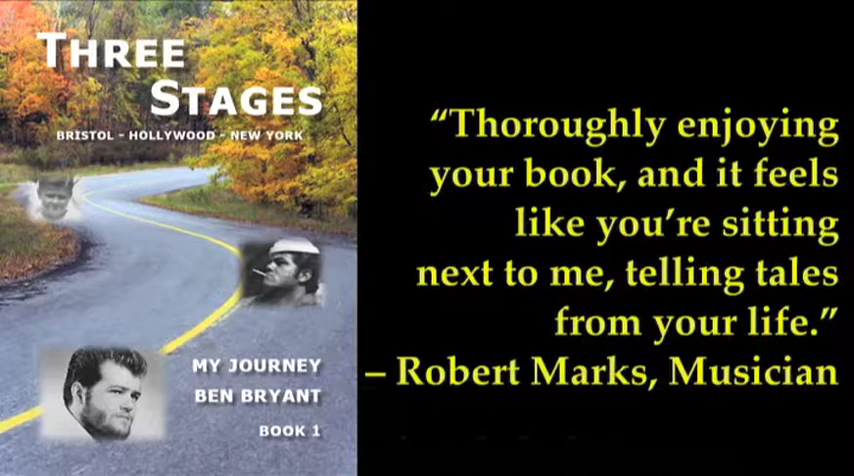 THREE
STAGES
BRISTOL - HOLLYWOOD - NEW YORK
MY JOURNEY
BEN BRYANT
BOOK 1
“Thoroughly enjoying
your book, and it feels
like you’re sitting
next to me, telling tales
from your life.”
– Robert Marks, Musician